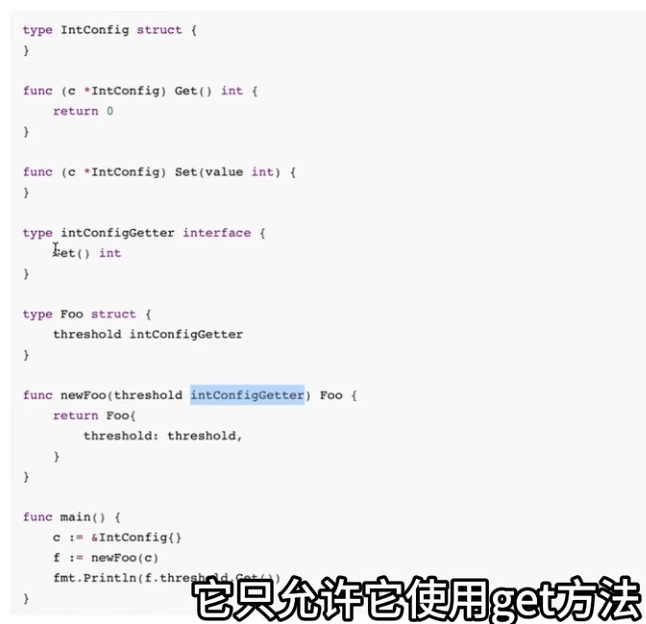 type IntConfig struct {
}
func (c *IntConfig) Get() int {
    return 0
}
func (c *IntConfig) Set(value int) {
}
type intConfigGetter interface {
    Get() int
}
type Foo struct {
    threshold intConfigGetter
}
func newFoo(threshold intConfigGetter) Foo {
    return Foo{
        threshold: threshold,
    }
}
func main() {
    c := &IntConfig{}
    f := newFoo(c)
    fmt.Println(f.threshold.Get())
}
它只允许它使用get方法